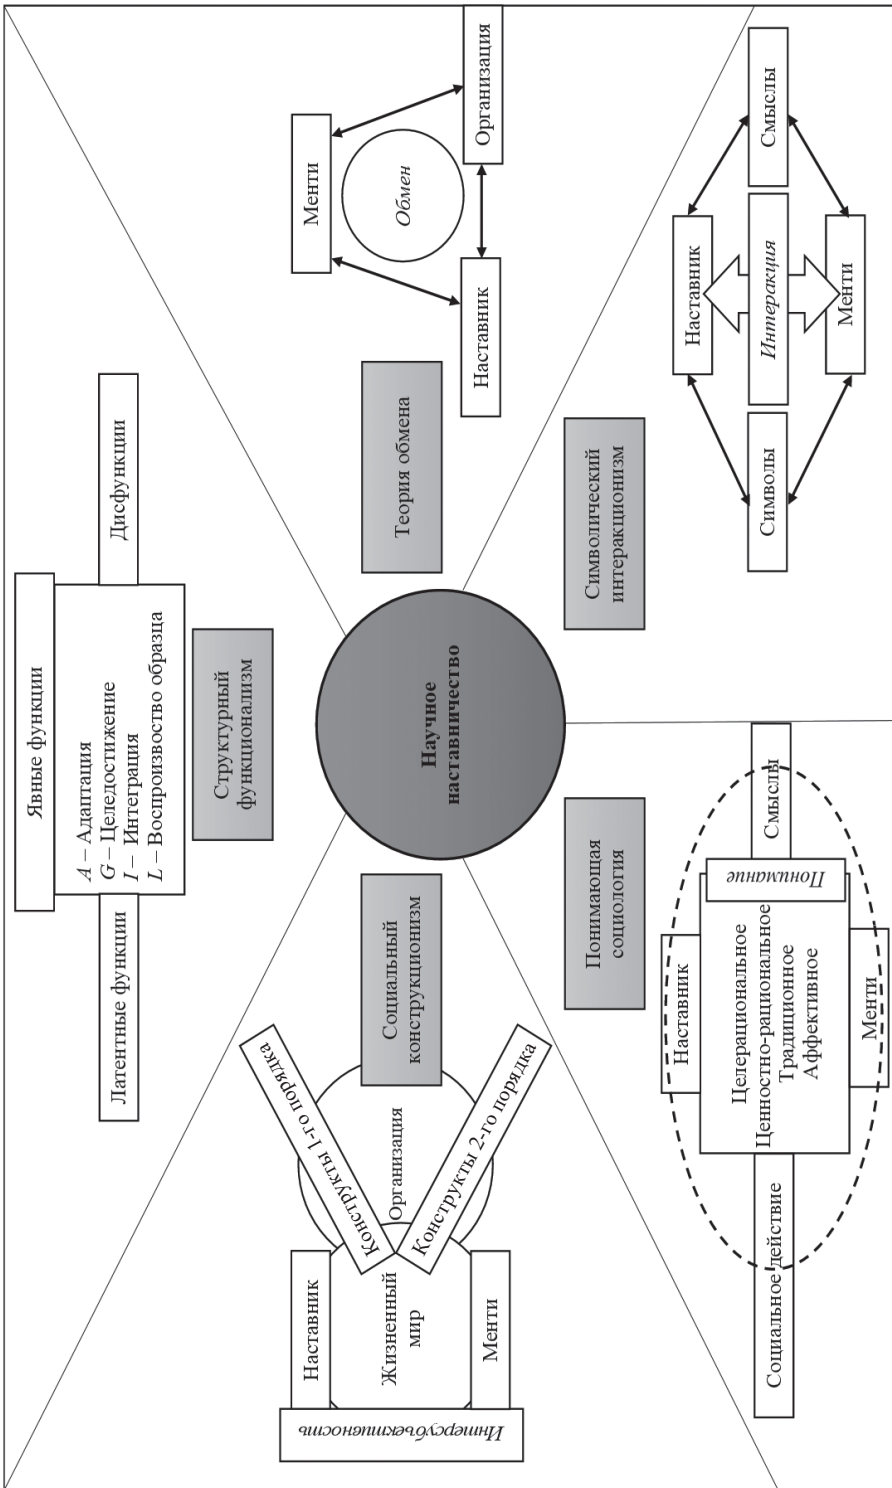 Явные функции
Латентные функции
A – Адаптация
G – Целедостижение
I – Интеграция
L – Воспроизвоство образца
Дисфункции
Структурный
функционализм
Социальный
конструкционизм
Конструкты 1-го порядка
Организация
Конструкты 2-го порядка
Наставник
Жизненный
мир
Менти
Интерсубъективность
Научное
наставничество
Теория обмена
Менти
Обмен
Наставник
Организация
Понимающая
социология
Наставник
Социальное действие
Целерациональное
Ценностно-рациональное
Традиционное
Аффективное
Понимание
Смыслы
Менти
Символический
интеракционизм
Наставник
Символы
Интеракция
Смыслы
Менти